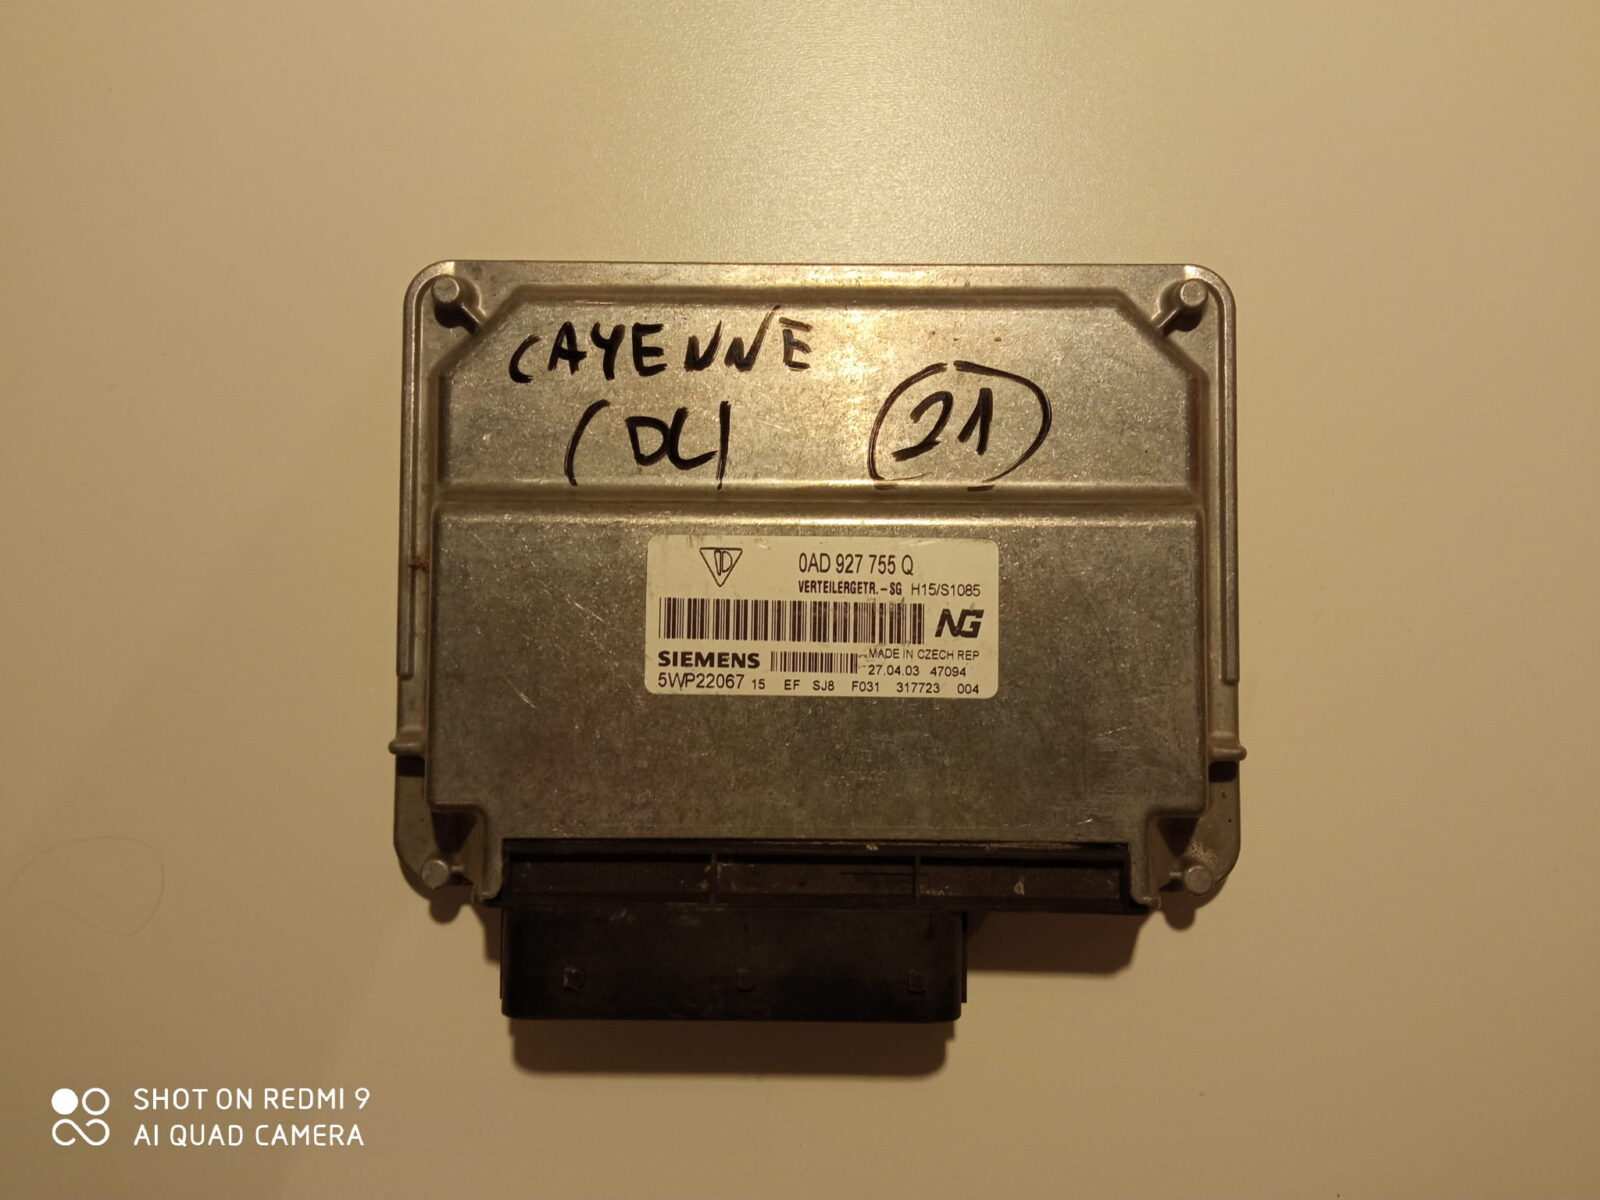 CAYENNE
(DC) 21
0AD 927 755 Q
VERTEILERGETR.-SG H15/S1085
NG
MADE IN CZECH REP
SIEMENS
27.04.03 47094
5WP22067 15 EF SJ8 F031 317723 004
SHOT ON REDMI 9
AI QUAD CAMERA